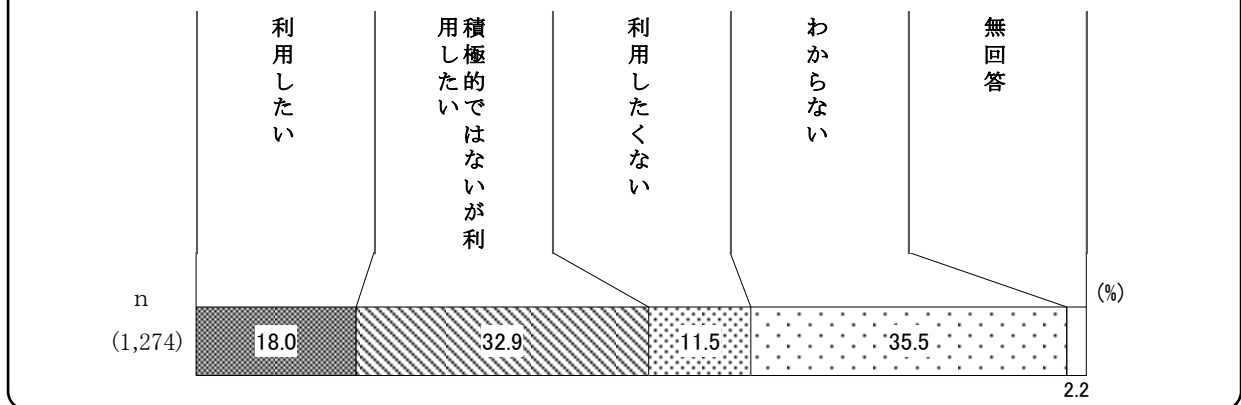 利用したい
積極的ではないが利
用したい
利用したくない
わからない
無回答
(%)
n
(1,274)
18.0
32.9
11.5
35.5
2.2